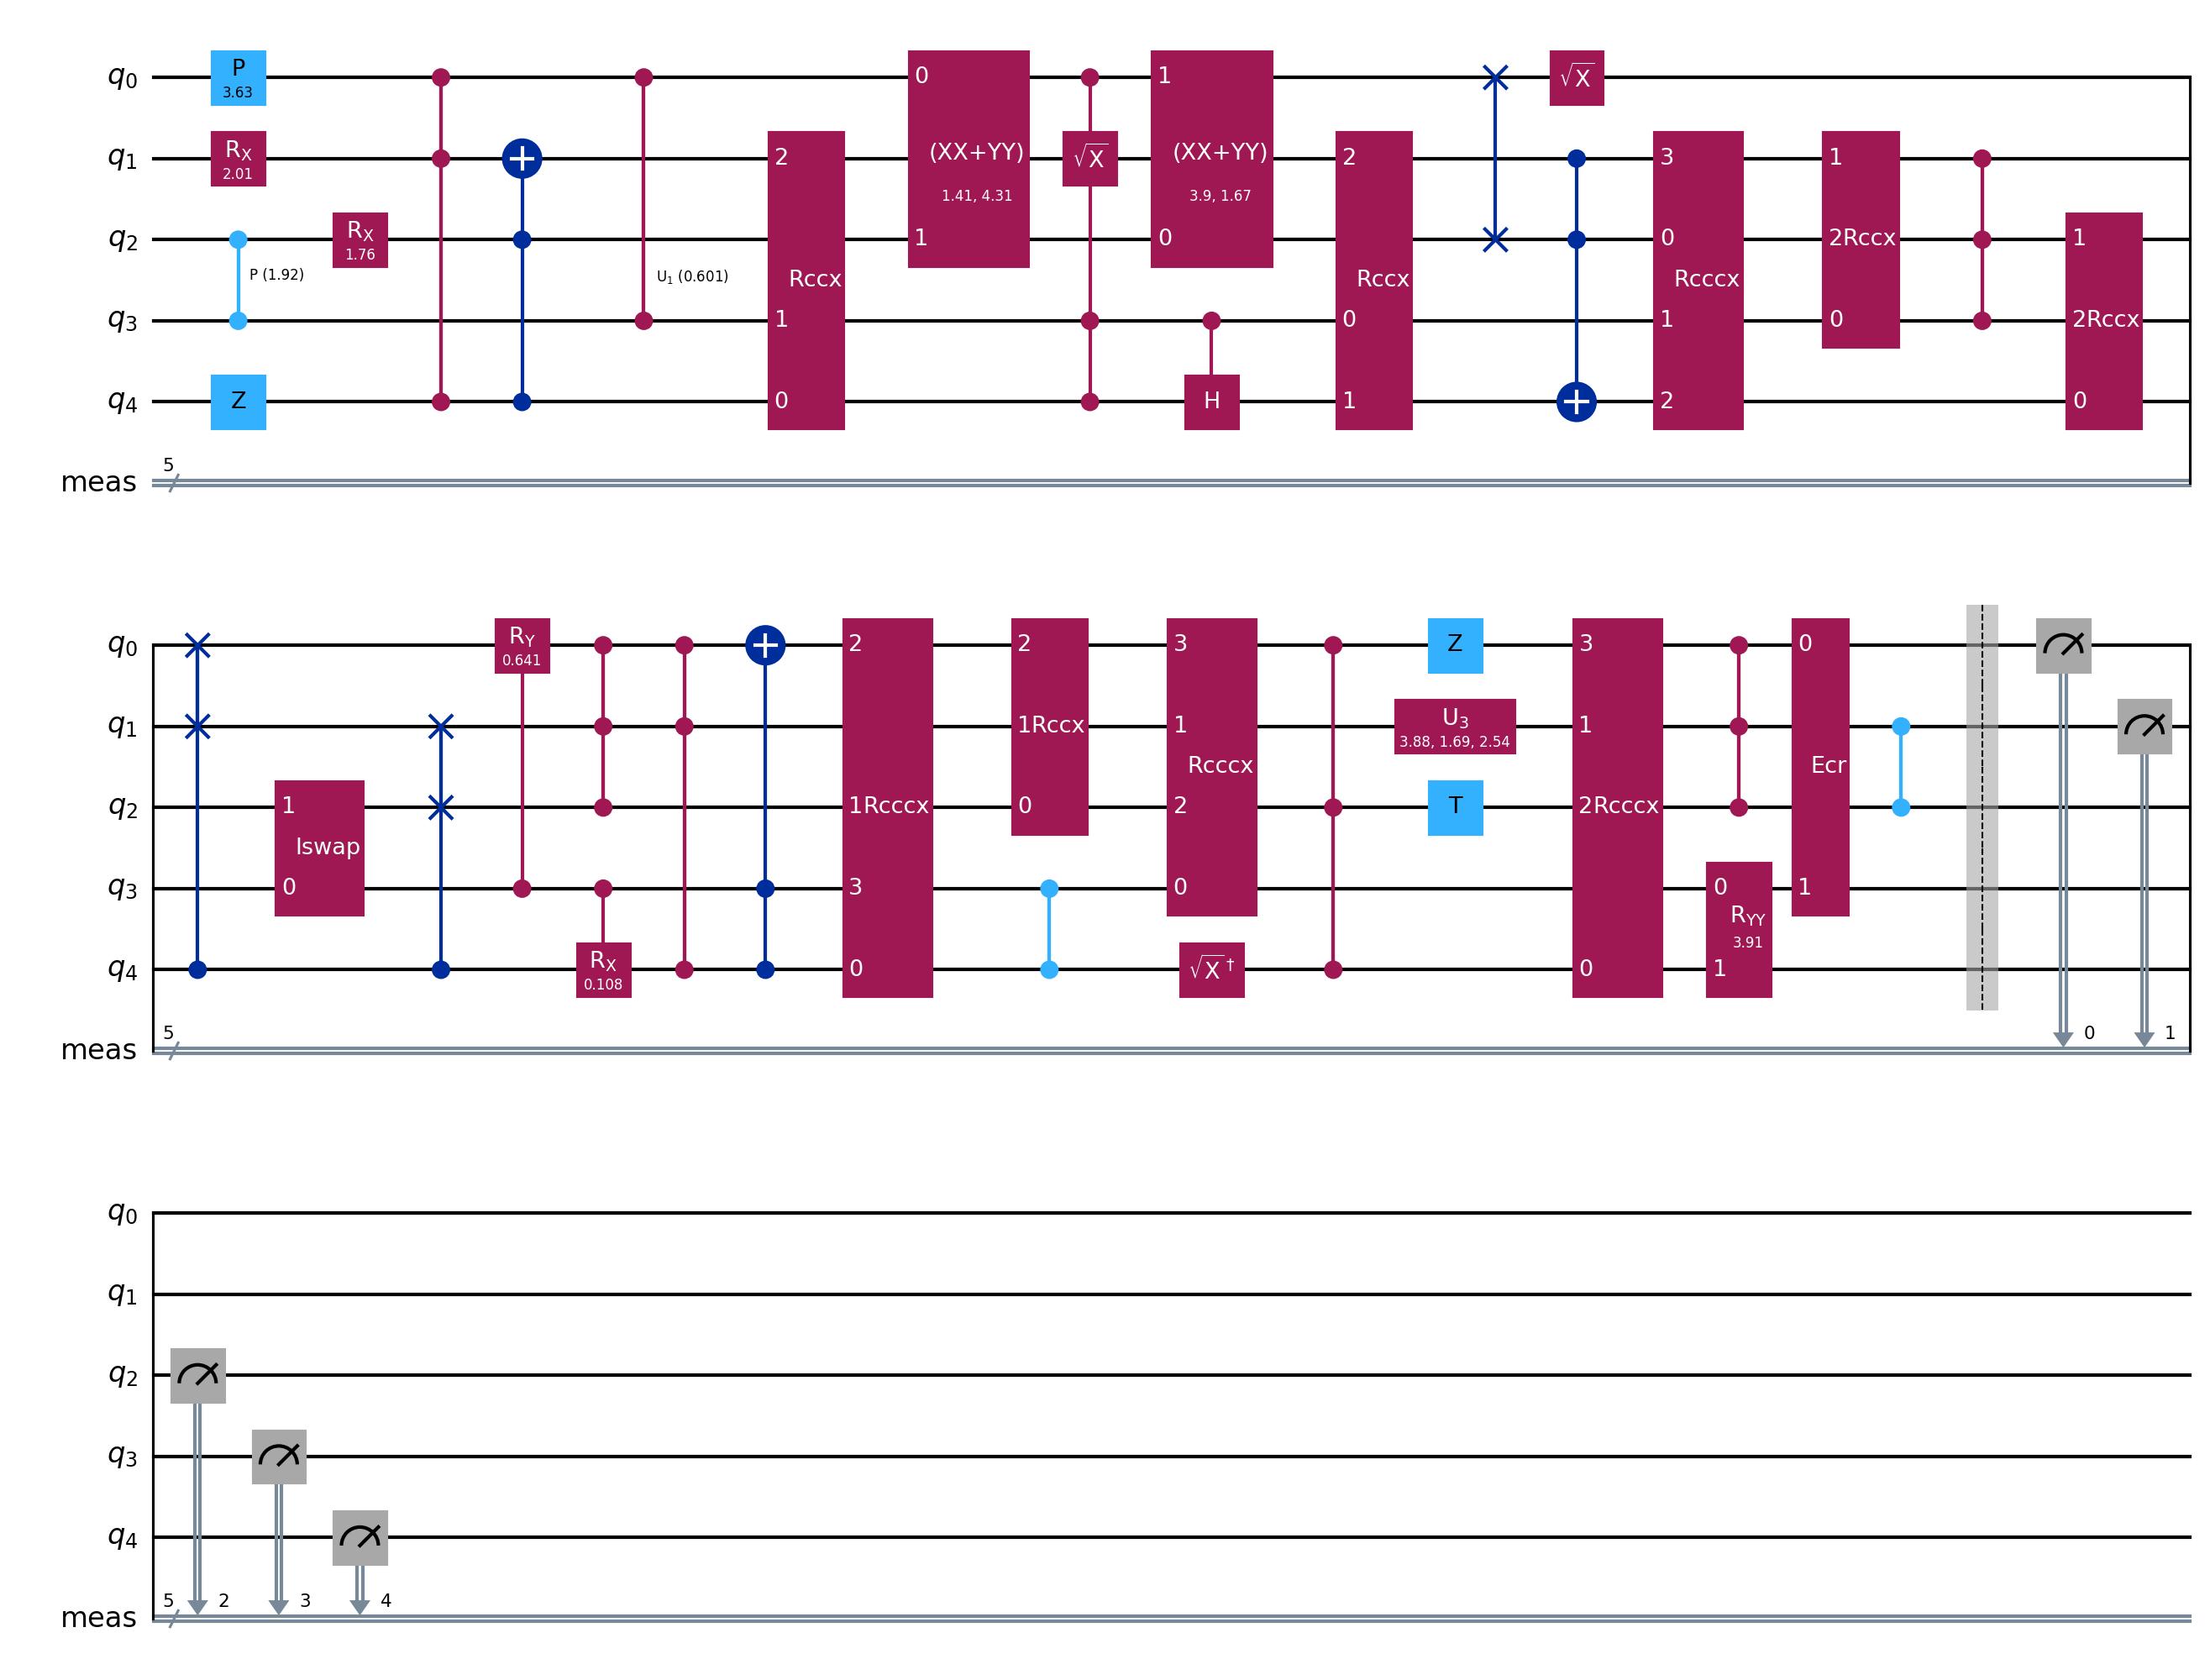 q0 P 3.63 0 1 √X
q1 RX 2.01 2 (XX+YY) 1.41, 4.31 √X (XX+YY) 3.9, 1.67 2 3 1
q2 RX 1.76 1 0 0 2Rccx 1
P (1.92) U1 (0.601) Rccx Rccx Rcccx
q3 1 0 1 0 2Rccx
q4 Z 0 H 1 2 0
meas 5
q0 RY 0.641 2 2 3 Z 3 0
q1 1Rccx 1 U3 3.88, 1.69, 2.54 1
Rcccx Ecr
q2 1 1Rcccx 0 2 T 2Rcccx
Iswap
q3 0 3 0 0 1
RYY 3.91
q4 RX 0.108 0 √X† 0 1
meas 5 0 1
q0
q1
q2
q3
q4
meas 5 2 3 4